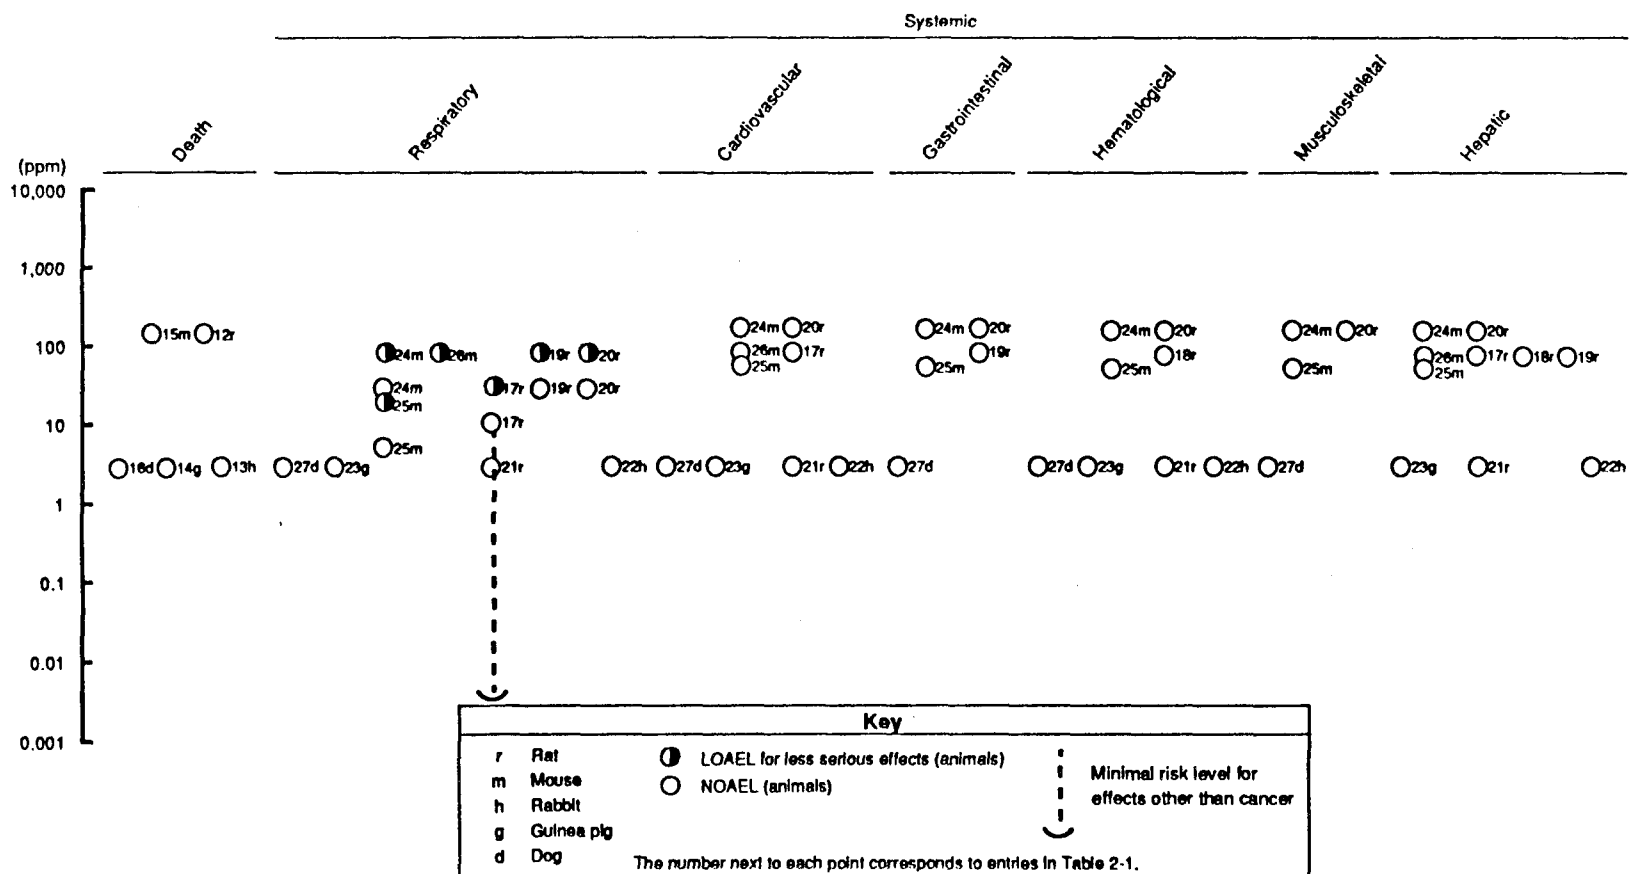 Systemic
Death
Respiratory
Cardiovascular
Gastrointestinal
Hematological
Musculoskeletal
Hepatic
(ppm)
10,000
1,000
15m 12r 24m 20r 24m 20r 24m 20r 24m 20r 24m 20r
100
24m 26m 19r 20r 26m 17r 19r 18r 26m 17r 18r 19r
25m 25m 25m 25m 25m
24m 17r 19r 20r
25m
10
17r
25m
16d 14g 13h 27d 23g 21r 22h 27d 23g 21r 22h 27d 27d 23g 21r 22h 27d 23g 21r 22h
1
0.1
0.01
0.001
Key
r Rat
m Mouse
h Rabbit
g Guinea pig
d Dog
LOAEL for less serious effects (animals)
NOAEL (animals)
Minimal risk level for
effects other than cancer
The number next to each point corresponds to entries in Table 2-1.